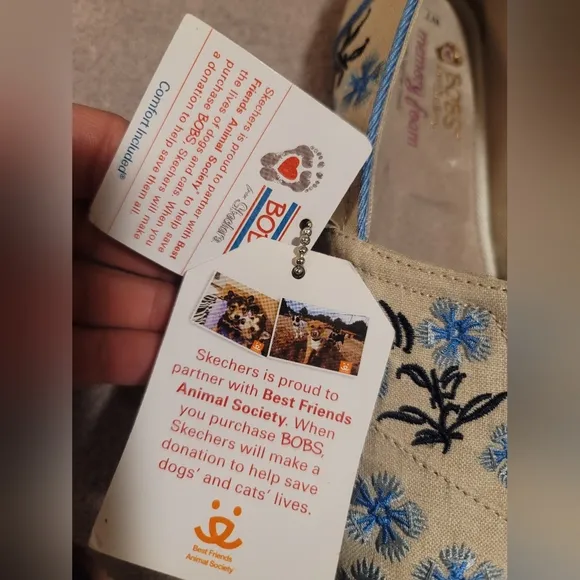 Skechers is proud to partner with Best
Friends Animal Society® to help save
the lives of dogs and cats. When you
purchase BOBS, Skechers will make
a donation to help save them all.
Comfort Included®
from Skechers
BOB
BOBS
memory foam
Skechers is proud to
partner with Best Friends
Animal Society. When
you purchase BOBS,
Skechers will make a
donation to help save
dogs' and cats' lives.
Best Friends
Animal Society